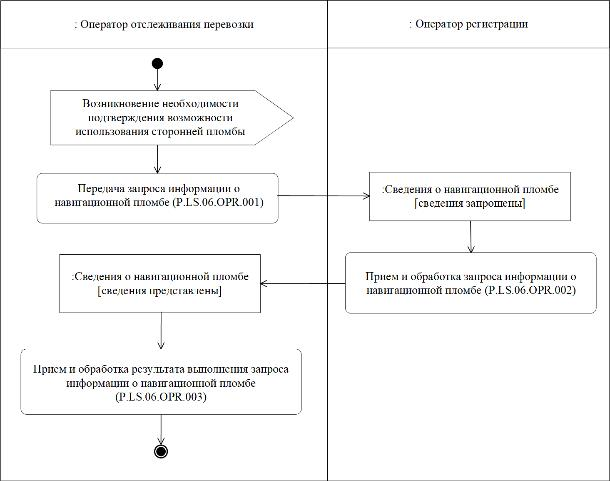 : Оператор отслеживания перевозки
: Оператор регистрации
Возникновение необходимости
подтверждения возможности
использования сторонней пломбы
Передача запроса информации о
навигационной пломбе (P.LS.06.OPR.001)
:Сведения о навигационной пломбе
[сведения запрошены]
Прием и обработка запроса информации о
навигационной пломбе (P.LS.06.OPR.002)
:Сведения о навигационной пломбе
[сведения представлены]
Прием и обработка результата выполнения запроса
информации о навигационной пломбе
(P.LS.06.OPR.003)